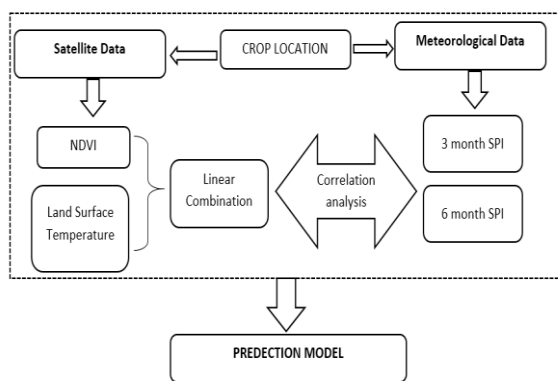 Satellite Data
CROP LOCATION
Meteorological Data
NDVI
Land Surface
Temperature
Linear
Combination
Correlation
analysis
3 month SPI
6 month SPI
PREDECTION MODEL